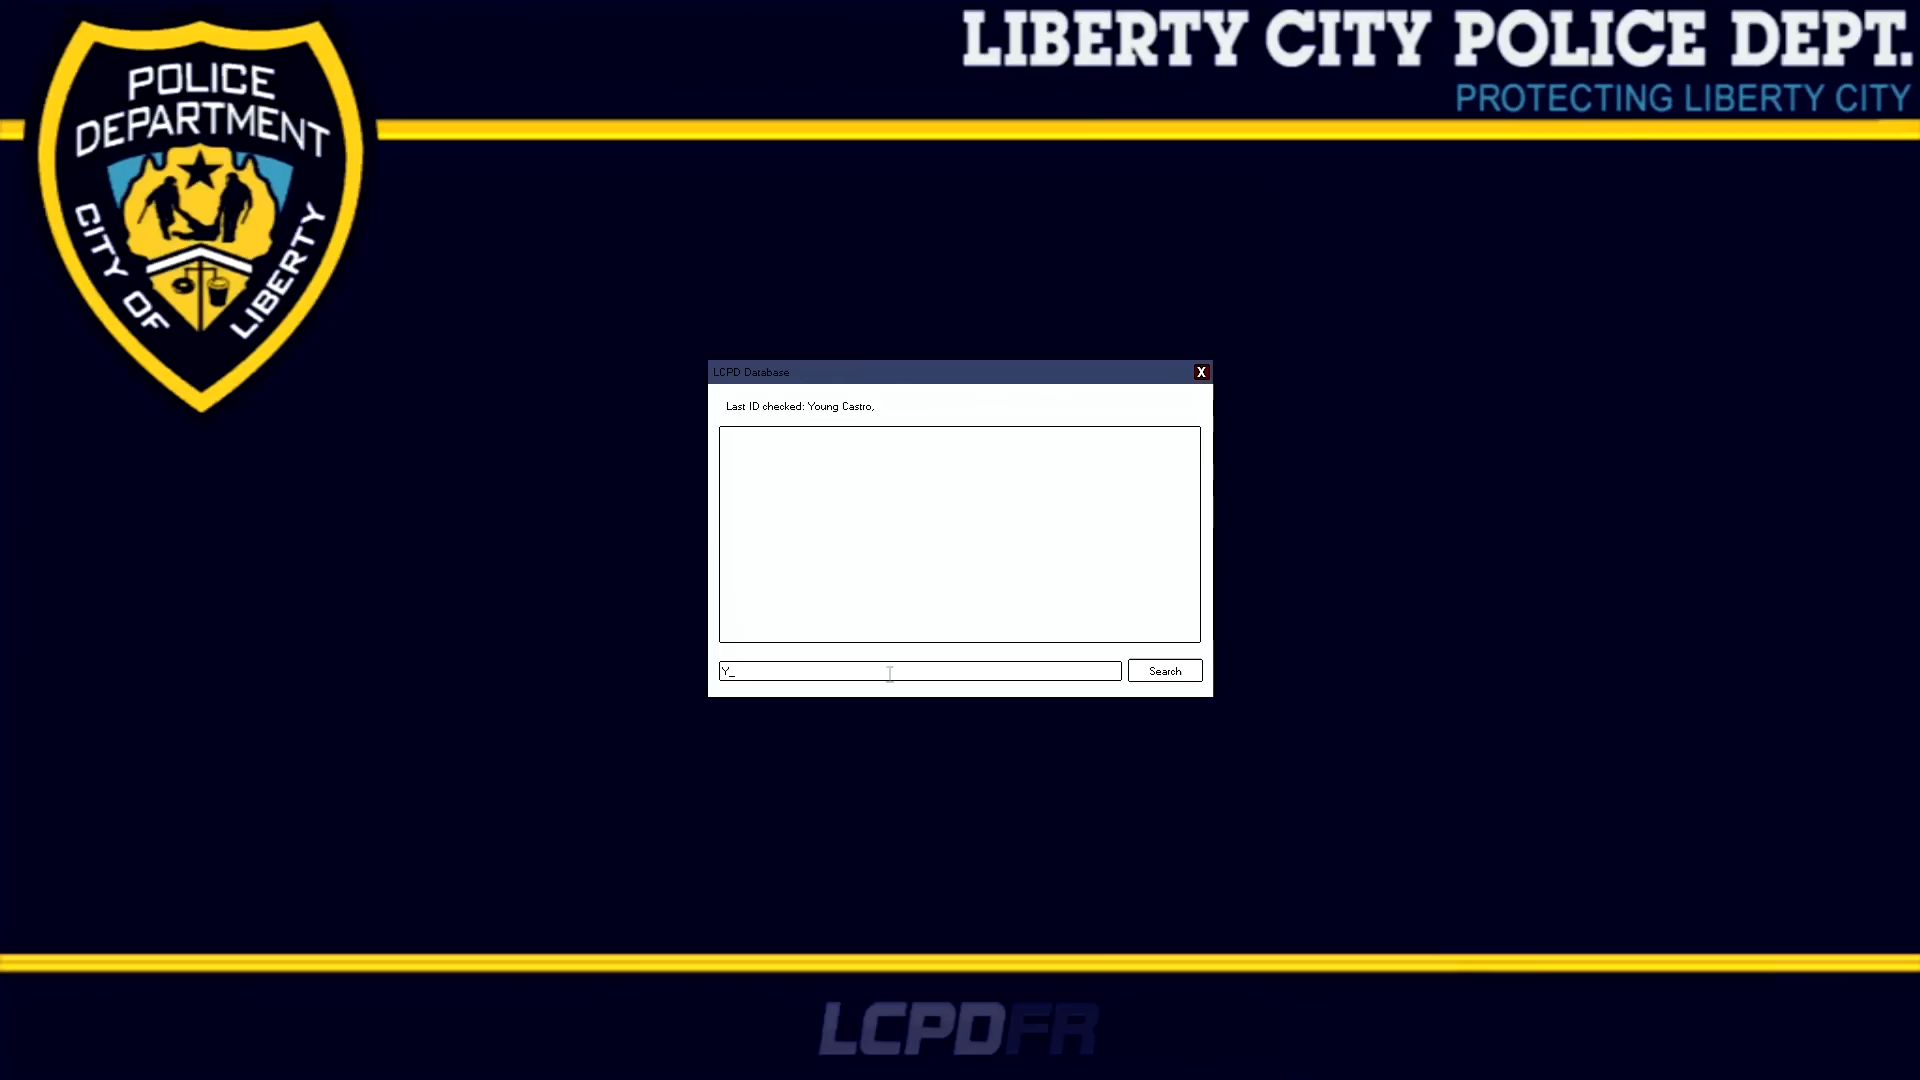 LIBERTY CITY POLICE DEPT.
PROTECTING LIBERTY CITY
POLICE
DEPARTMENT
CITY OF LIBERTY
LCPD Database
X
Last ID checked: Young Castro,
Y_
Search
LCPDFR